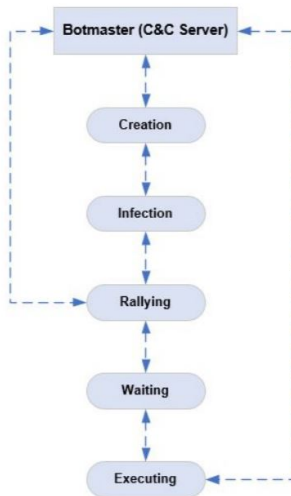 Botmaster (C&C Server)
Creation
Infection
Rallying
Waiting
Executing